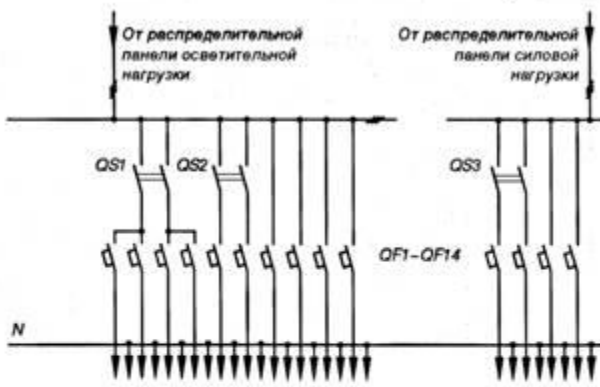 От распределительной
панели осветительной
нагрузки
От распределительной
панели силовой
нагрузки
QS1
QS2
QS3
QF1-QF14
N